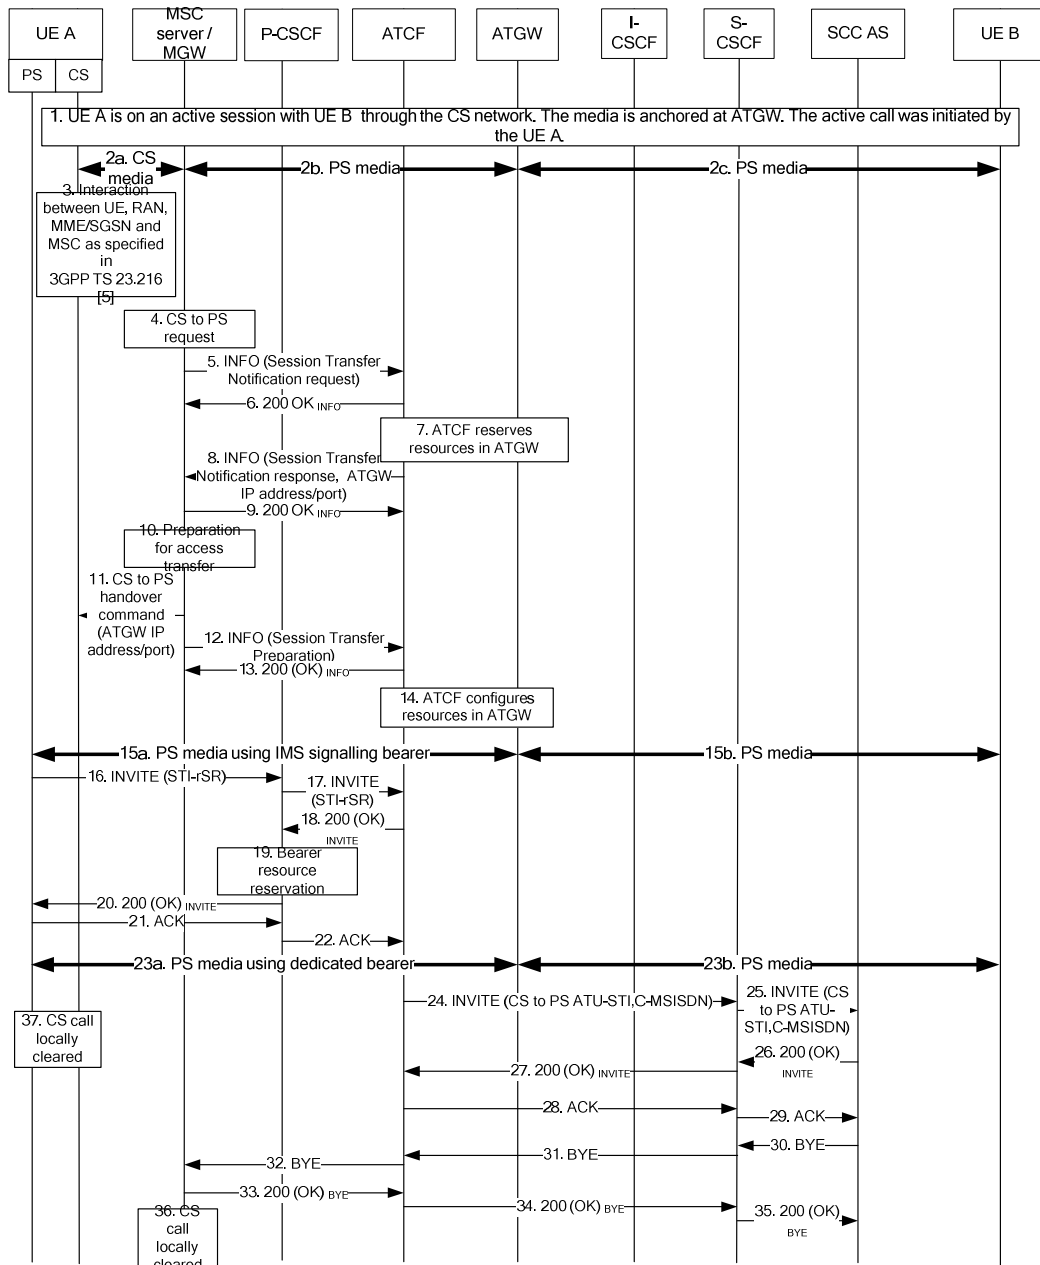 UE A
MSC
server /
MGW
P-CSCF
ATCF
ATGW
I-
CSCF
S-
CSCF
SCC AS
UE B
PS
CS
1. UE A is on an active session with UE B through the CS network. The media is anchored at ATGW. The active call was initiated by
the UE A.
2a. CS
media
2b. PS media
2c. PS media
3. Interaction
between UE, RAN,
MME/SGSN and
MSC as specified
in
3GPP TS 23.216
[5]
4. CS to PS
request
5. INFO (Session Transfer
Notification request)
6. 200 OK INFO
7. ATCF reserves
resources in ATGW
8. INFO (Session Transfer
Notification response, ATGW
IP address/port)
9. 200 OK INFO
10. Preparation
for access
transfer
11. CS to PS
handover
command
(ATGW IP
address/port)
12. INFO (Session Transfer
Preparation)
13. 200 (OK) INFO
14. ATCF configures
resources in ATGW
15a. PS media using IMS signalling bearer
15b. PS media
16. INVITE (STI-rSR)
17. INVITE
(STI-rSR)
18. 200 (OK)
INVITE
19. Bearer
resource
reservation
20. 200 (OK) INVITE
21. ACK
22. ACK
23a. PS media using dedicated bearer
23b. PS media
24. INVITE (CS to PS ATU-STI,C-MSISDN)
25. INVITE (CS
to PS ATU-
STI,C-MSISDN)
37. CS call
locally
cleared
26. 200 (OK)
INVITE
27. 200 (OK) INVITE
28. ACK
29. ACK
30. BYE
31. BYE
32. BYE
33. 200 (OK) BYE
34. 200 (OK) BYE
35. 200 (OK)
BYE
36. CS
call
locally
cleared